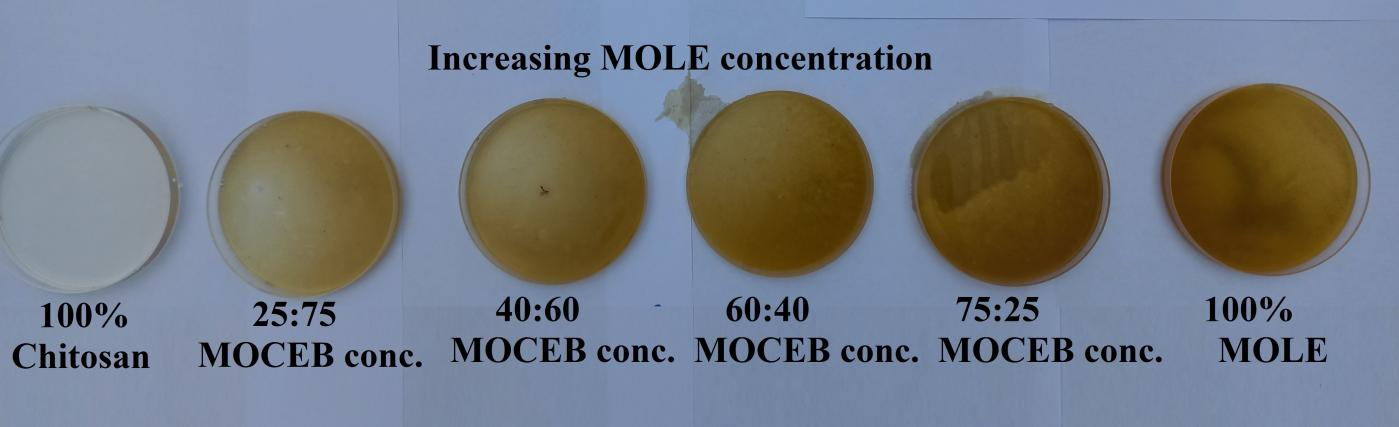 Increasing MOLE concentration
100%
Chitosan
25:75
MOCEB conc.
40:60
MOCEB conc.
60:40
MOCEB conc.
75:25
MOCEB conc.
100%
MOLE